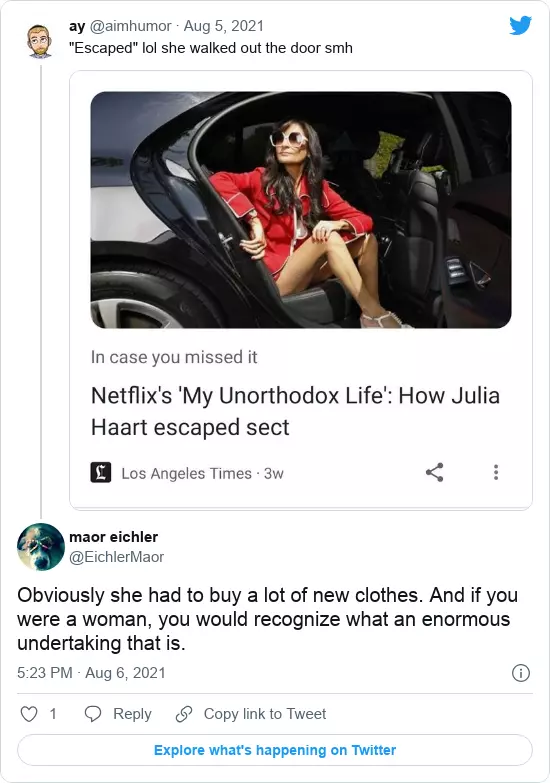 ay @aimhumor · Aug 5, 2021
"Escaped" lol she walked out the door smh
In case you missed it
Netflix's 'My Unorthodox Life': How Julia
Haart escaped sect
L Los Angeles Times · 3w
maor eichler
@EichlerMaor
Obviously she had to buy a lot of new clothes. And if you
were a woman, you would recognize what an enormous
undertaking that is.
5:23 PM · Aug 6, 2021
1 Reply Copy link to Tweet
Explore what's happening on Twitter